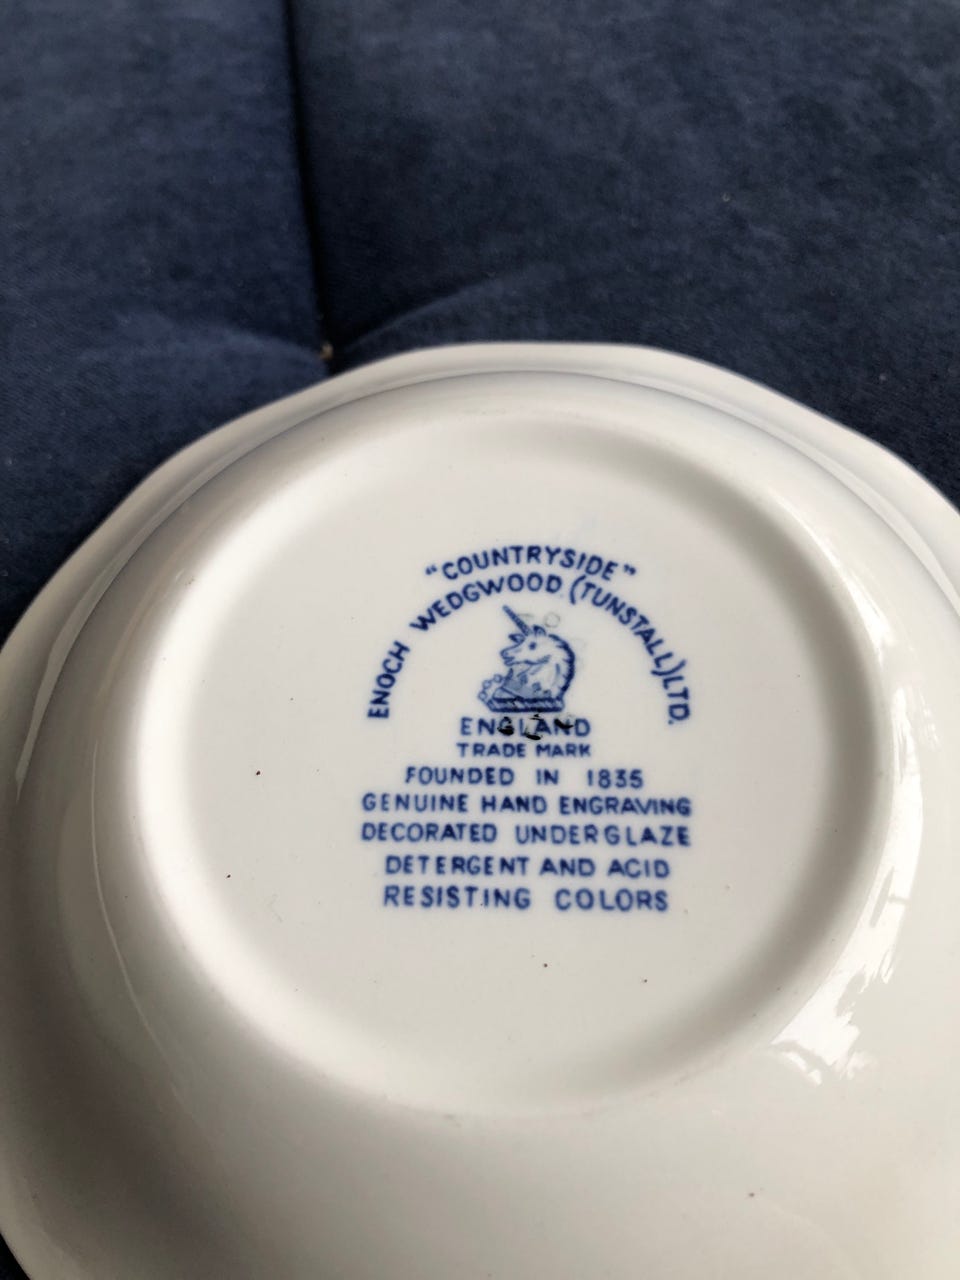 "COUNTRYSIDE"
ENOCH WEDGWOOD (TUNSTALL) LTD.
ENGLAND
TRADE MARK
FOUNDED IN 1835
GENUINE HAND ENGRAVING
DECORATED UNDERGLAZE
DETERGENT AND ACID
RESISTING COLORS